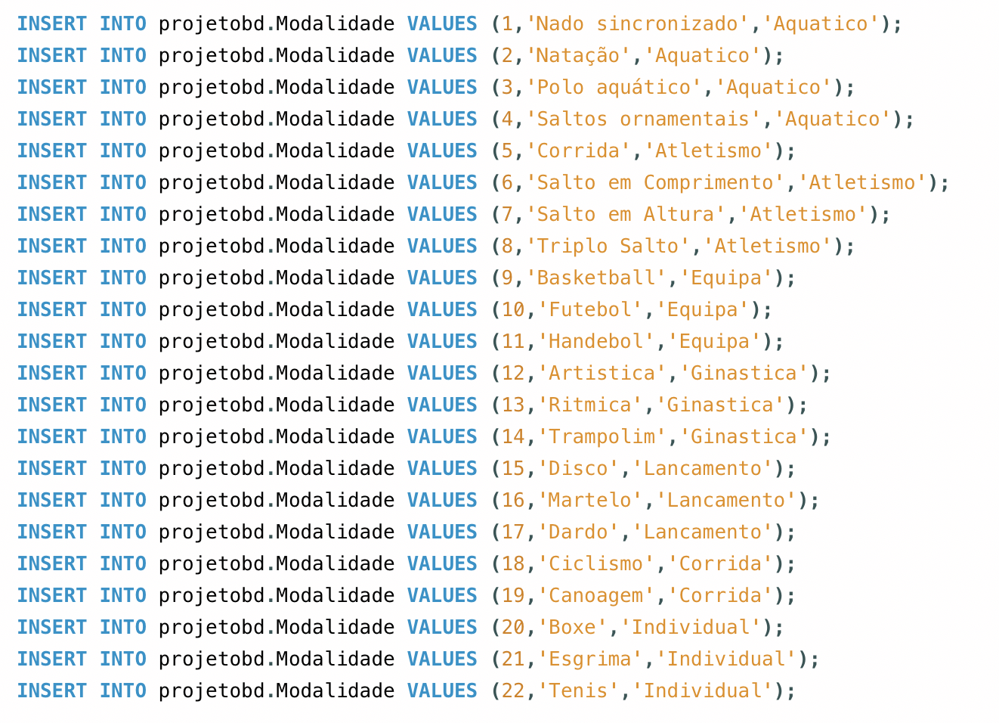 INSERT INTO projetobd.Modalidade VALUES (1,'Nado sincronizado','Aquatico');
INSERT INTO projetobd.Modalidade VALUES (2,'Natação','Aquatico');
INSERT INTO projetobd.Modalidade VALUES (3,'Polo aquático','Aquatico');
INSERT INTO projetobd.Modalidade VALUES (4,'Saltos ornamentais','Aquatico');
INSERT INTO projetobd.Modalidade VALUES (5,'Corrida','Atletismo');
INSERT INTO projetobd.Modalidade VALUES (6,'Salto em Comprimento','Atletismo');
INSERT INTO projetobd.Modalidade VALUES (7,'Salto em Altura','Atletismo');
INSERT INTO projetobd.Modalidade VALUES (8,'Triplo Salto','Atletismo');
INSERT INTO projetobd.Modalidade VALUES (9,'Basketball','Equipa');
INSERT INTO projetobd.Modalidade VALUES (10,'Futebol','Equipa');
INSERT INTO projetobd.Modalidade VALUES (11,'Handebol','Equipa');
INSERT INTO projetobd.Modalidade VALUES (12,'Artistica','Ginastica');
INSERT INTO projetobd.Modalidade VALUES (13,'Ritmica','Ginastica');
INSERT INTO projetobd.Modalidade VALUES (14,'Trampolim','Ginastica');
INSERT INTO projetobd.Modalidade VALUES (15,'Disco','Lancamento');
INSERT INTO projetobd.Modalidade VALUES (16,'Martelo','Lancamento');
INSERT INTO projetobd.Modalidade VALUES (17,'Dardo','Lancamento');
INSERT INTO projetobd.Modalidade VALUES (18,'Ciclismo','Corrida');
INSERT INTO projetobd.Modalidade VALUES (19,'Canoagem','Corrida');
INSERT INTO projetobd.Modalidade VALUES (20,'Boxe','Individual');
INSERT INTO projetobd.Modalidade VALUES (21,'Esgrima','Individual');
INSERT INTO projetobd.Modalidade VALUES (22,'Tenis','Individual');